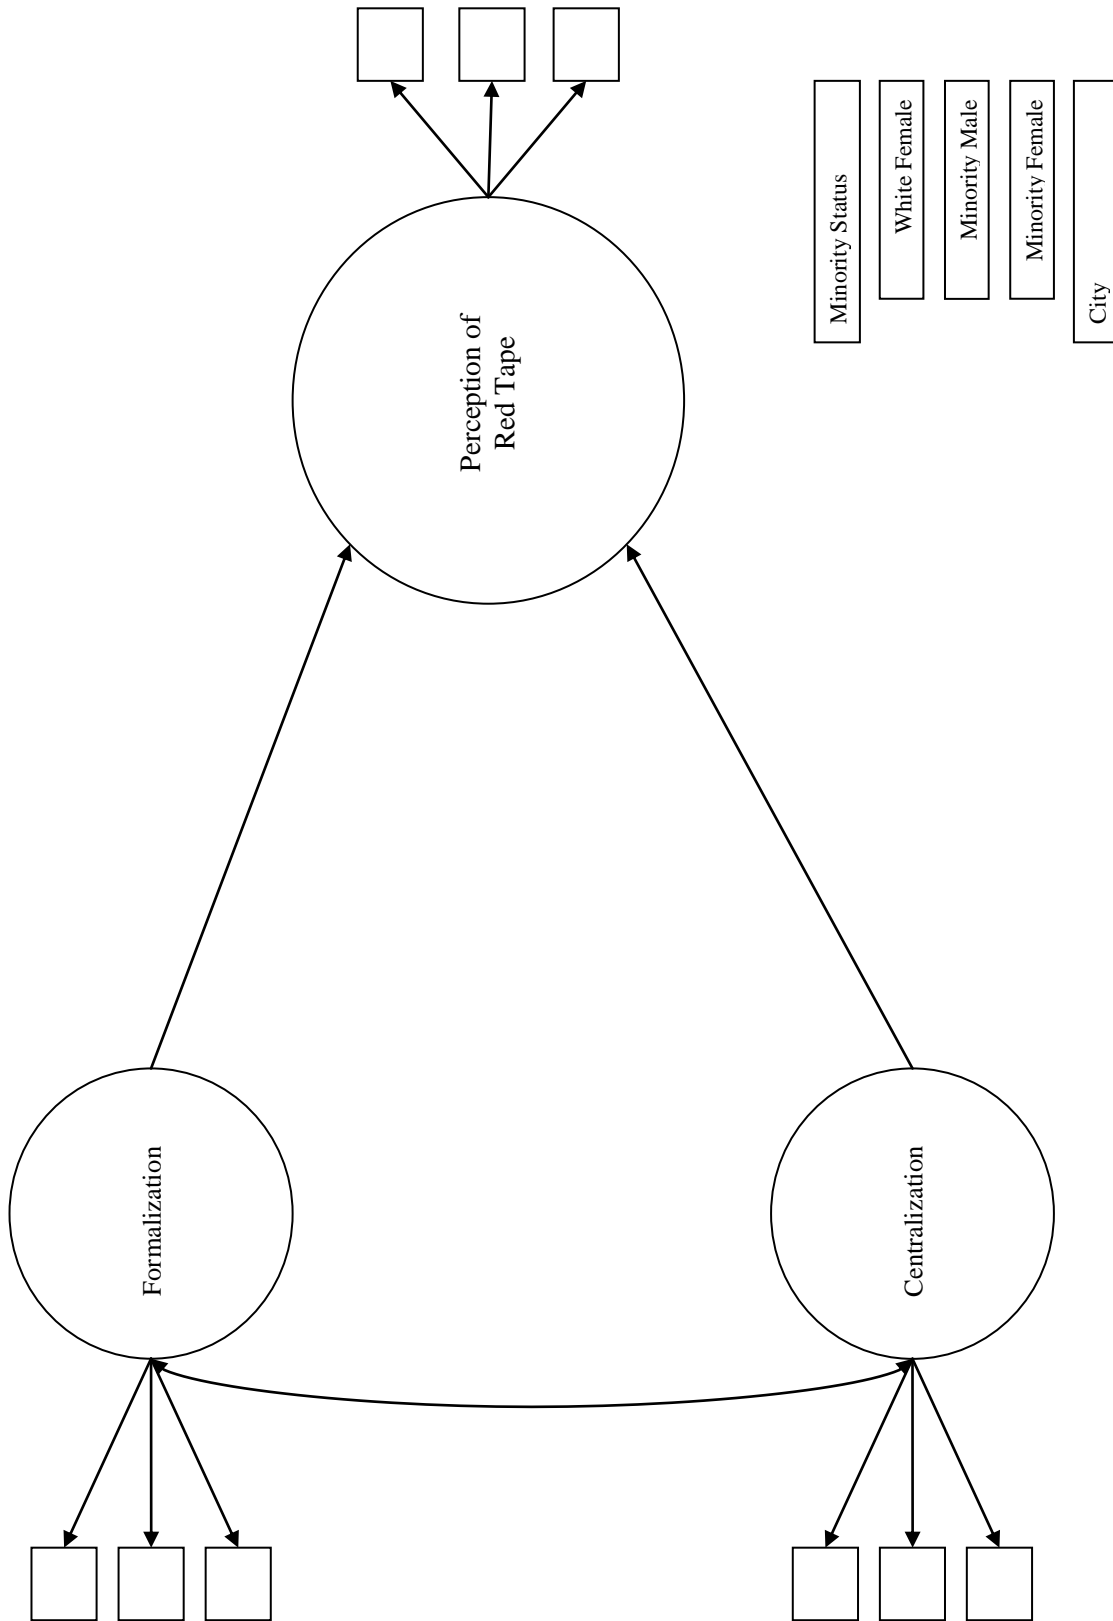 Formalization
Perception of
Red Tape
Centralization
Minority Status
White Female
Minority Male
Minority Female
City